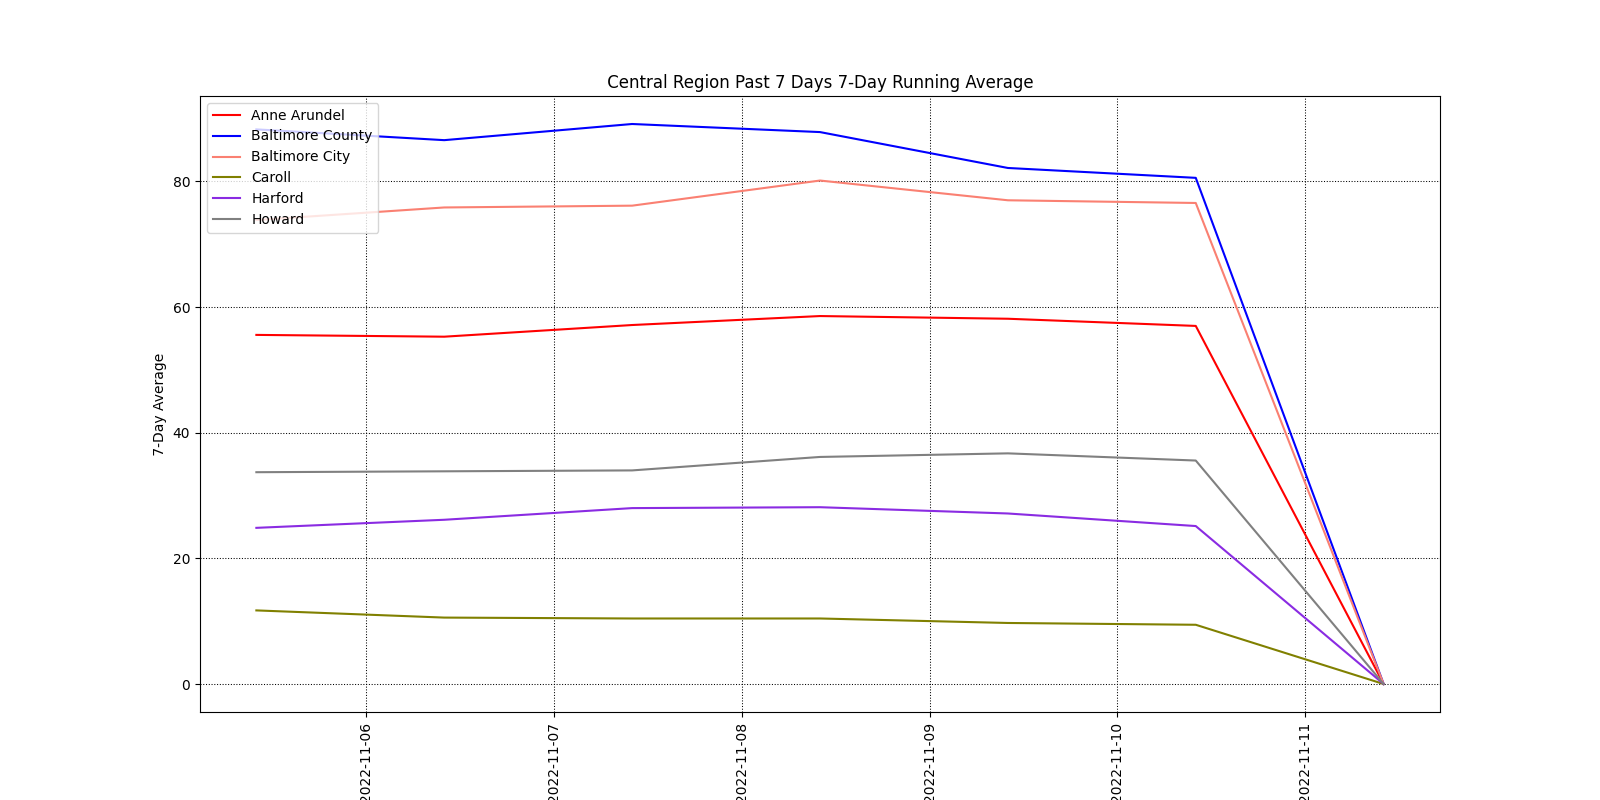 Central Region Past 7 Days 7-Day Running Average
Anne Arundel
Baltimore County
Baltimore City
Caroll
Harford
Howard
7-Day Average
80
60
40
20
0
2022-11-06
2022-11-07
2022-11-08
2022-11-09
2022-11-10
2022-11-11